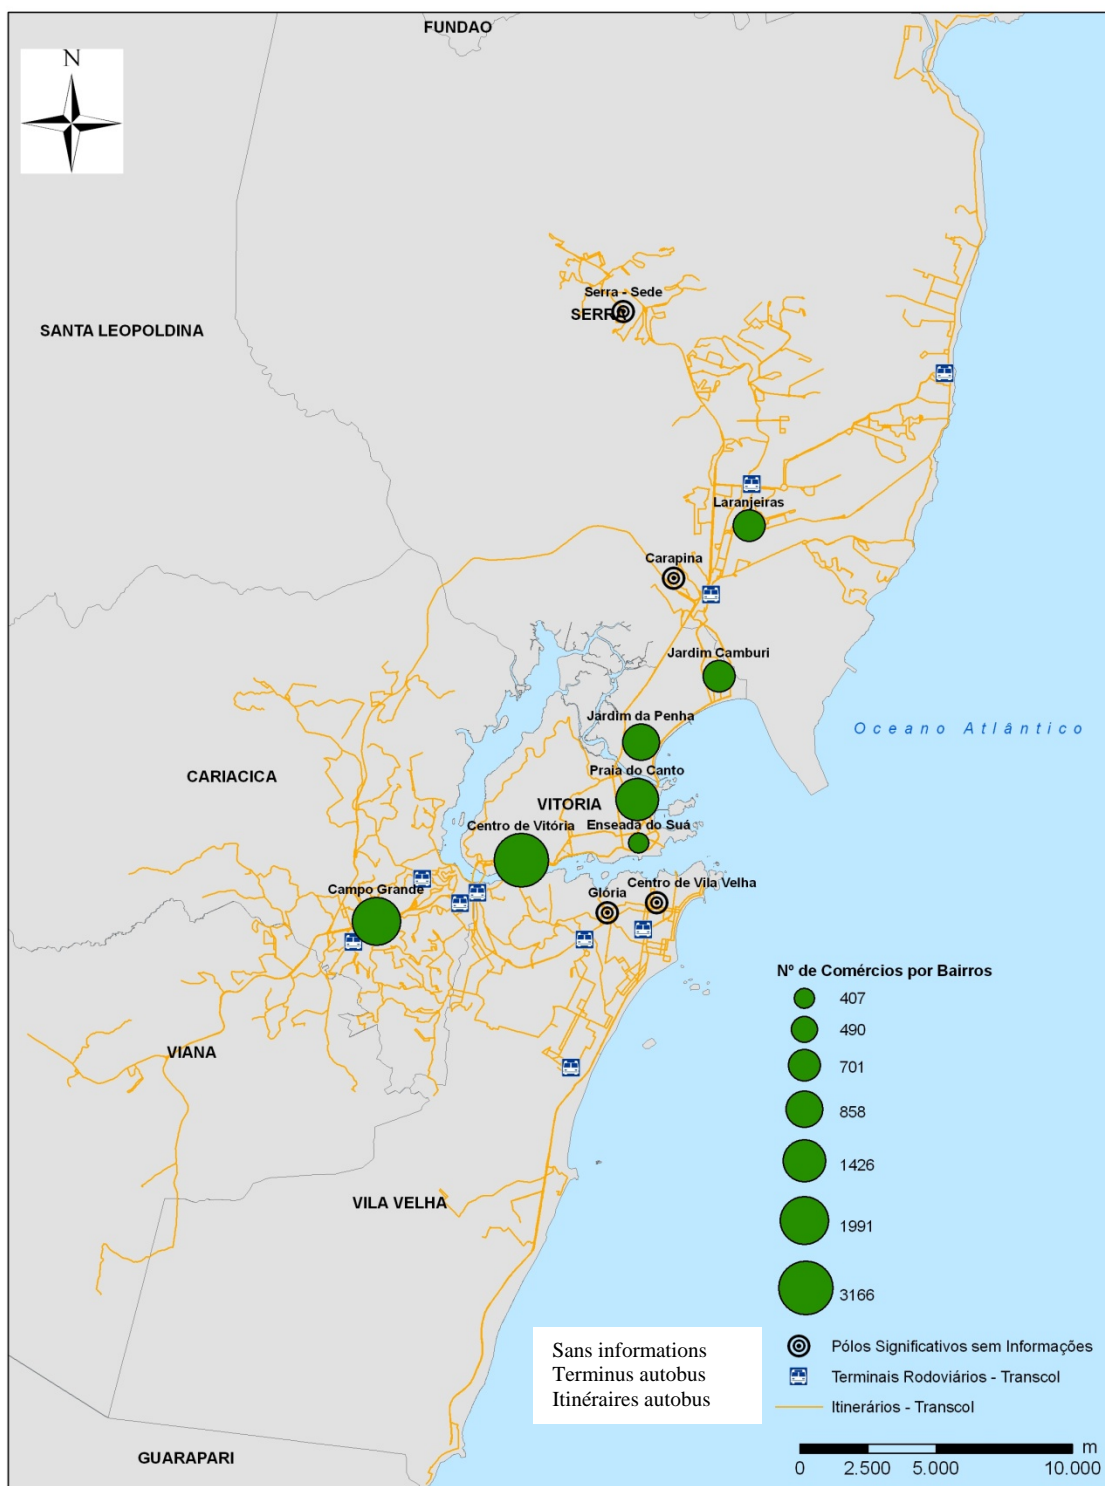 FUNDAO
N
Serra - Sede
SERRA
SANTA LEOPOLDINA
Laranjeiras
Carapina
Jardim Camburi
Jardim da Penha
Oceano Atlântico
Praia do Canto
CARIACICA
VITORIA
Centro de Vitória
Enseada do Suá
Campo Grande
Centro de Vila Velha
Glória
Nº de Comércios por Bairros
407
490
701
858
1426
1991
3166
VIANA
VILA VELHA
Sans informations
Terminus autobus
Itinéraires autobus
Pólos Significativos sem Informações
Terminais Rodoviários - Transcol
Itinerários - Transcol
GUARAPARI
m
0 2.500 5.000 10.000